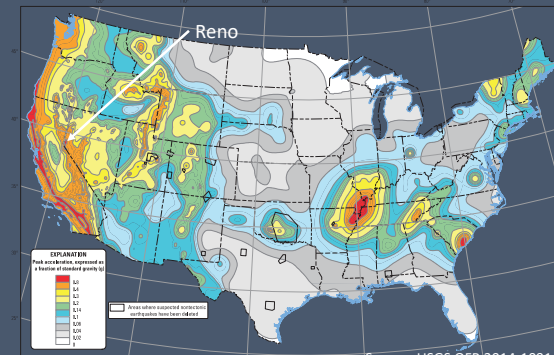 Reno
EXPLANATION
Peak acceleration, expressed as
a fraction of standard gravity (g)
0.8
0.4
0.3
0.2
0.14
0.1
0.06
0.04
0.02
0
Areas where suspected nontectonic
earthquakes have been deleted
USGS OFR 2014-1091